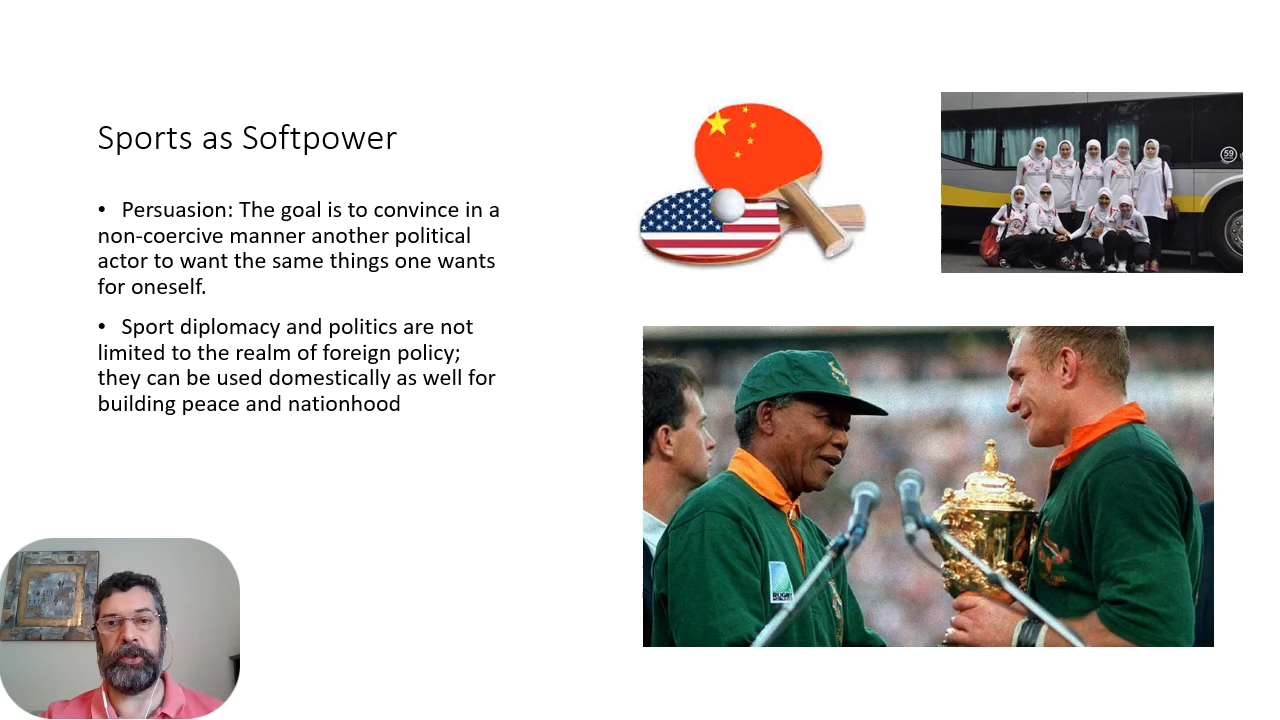 Sports as Softpower
• Persuasion: The goal is to convince in a
non-coercive manner another political
actor to want the same things one wants
for oneself.
• Sport diplomacy and politics are not
limited to the realm of foreign policy;
they can be used domestically as well for
building peace and nationhood
59
RUGBY